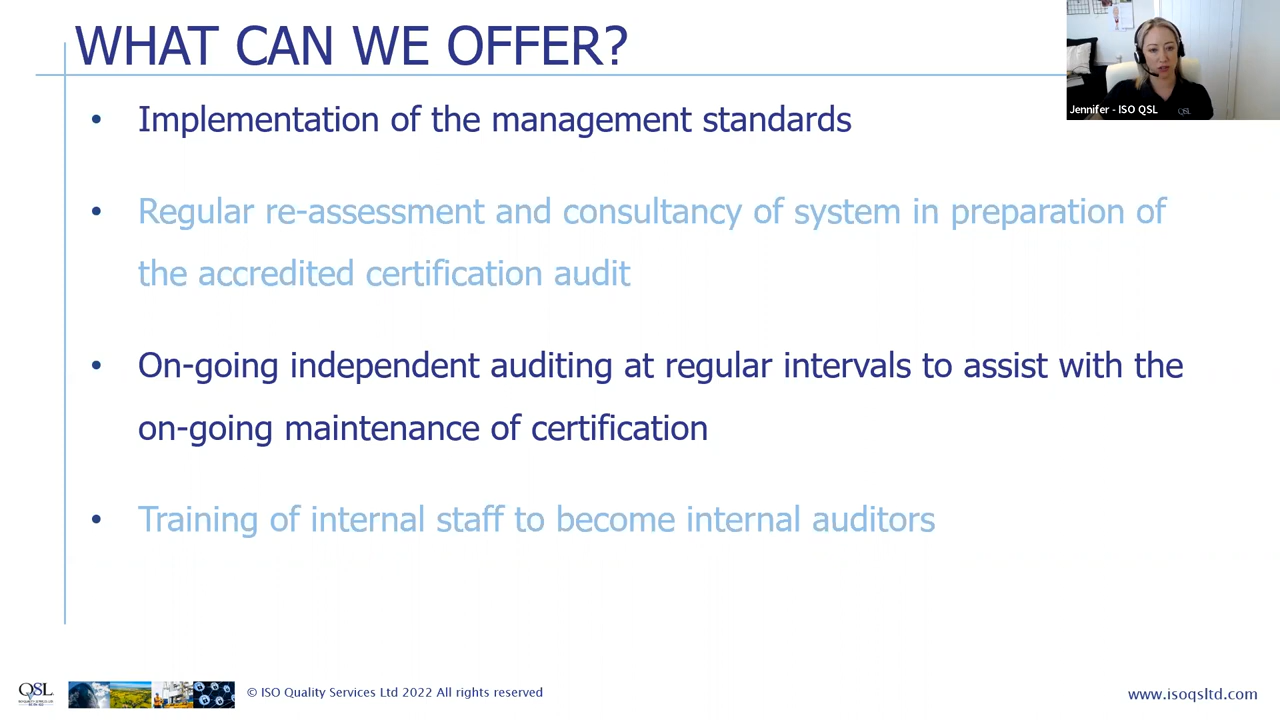 WHAT CAN WE OFFER?
Jennifer - ISO QSL
QSL
• Implementation of the management standards
• Regular re-assessment and consultancy of system in preparation of
the accredited certification audit
• On-going independent auditing at regular intervals to assist with the
on-going maintenance of certification
• Training of internal staff to become internal auditors
QSL
© ISO Quality Services Ltd 2022 All rights reserved
www.isoqsltd.com